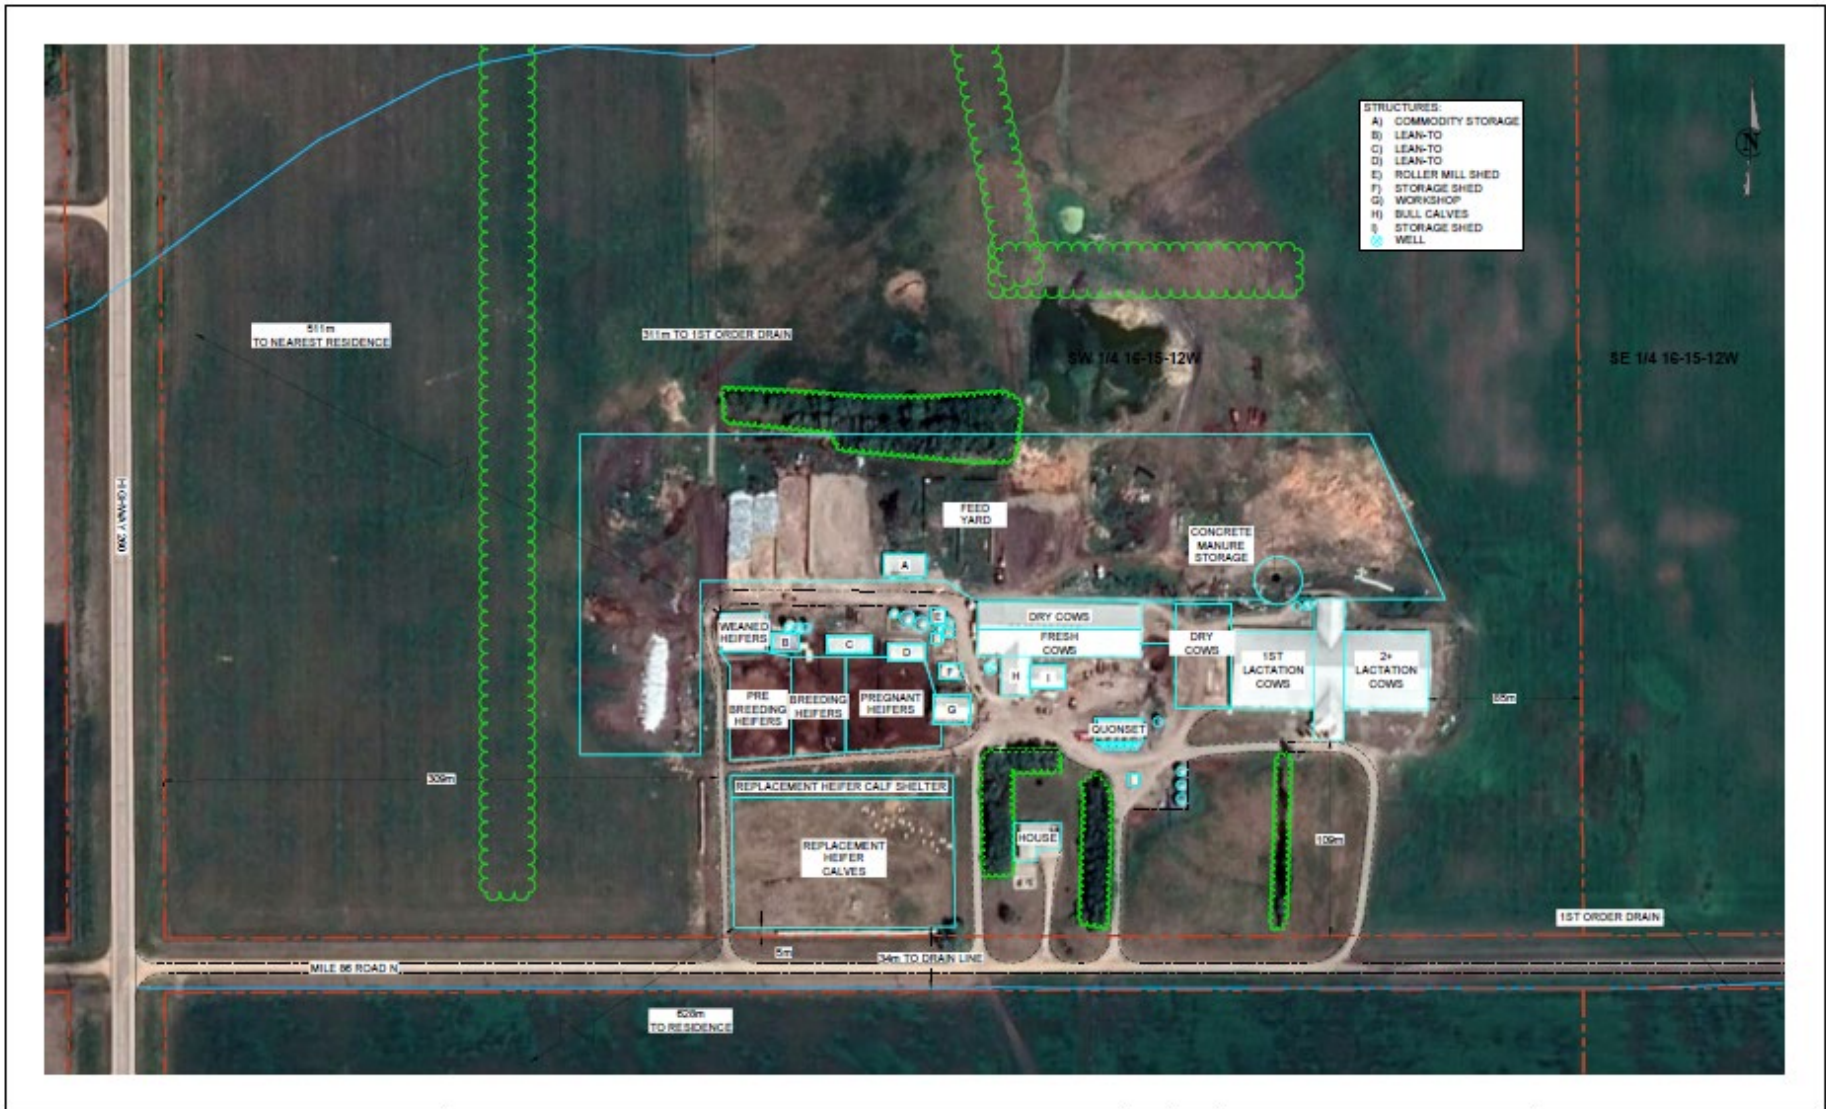 STRUCTURES:
A) COMMODITY STORAGE
B) LEAN-TO
C) LEAN-TO
D) LEAN-TO
E) ROLLER MILL SHED
F) STORAGE SHED
G) WORKSHOP
H) BULL CALVES
I) STORAGE SHED
WELL
N
511m
TO NEAREST RESIDENCE
311m TO 1ST ORDER DRAIN
SW 1/4 16-15-12W
SE 1/4 16-15-12W
HIGHWAY 260
FEED
YARD
CONCRETE
MANURE
STORAGE
A
WEANED
HEIFERS
B
C
D
E
F
G
H
I
DRY COWS
FRESH
COWS
DRY
COWS
1ST
LACTATION
COWS
2+
LACTATION
COWS
PRE
BREEDING
HEIFERS
BREEDING
HEIFERS
PREGNANT
HEIFERS
QUONSET
REPLACEMENT HEIFER CALF SHELTER
REPLACEMENT
HEIFER
CALVES
HOUSE
109m
1ST ORDER DRAIN
5m
34m TO DRAIN LINE
MILE 86 ROAD N
628m
TO RESIDENCE